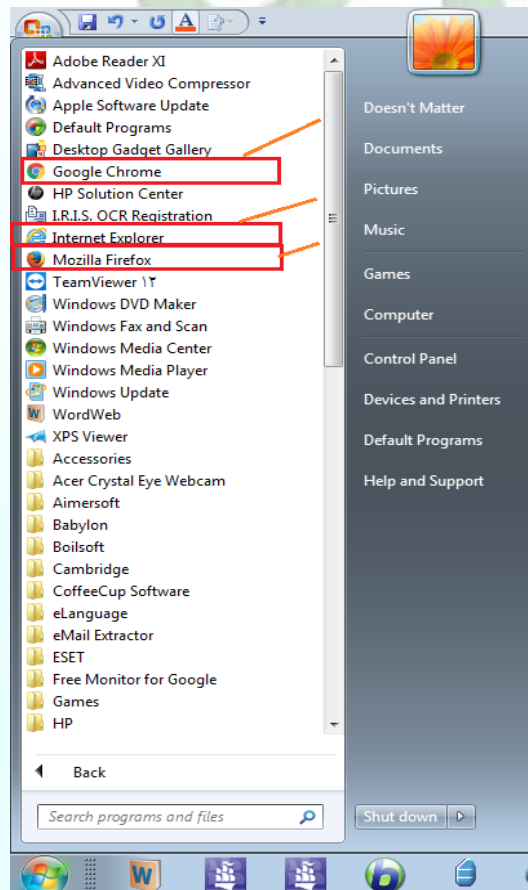 Adobe Reader XI
Advanced Video Compressor
Apple Software Update
Default Programs
Desktop Gadget Gallery
Google Chrome
HP Solution Center
I.R.I.S. OCR Registration
Internet Explorer
Mozilla Firefox
TeamViewer ۱۲
Windows DVD Maker
Windows Fax and Scan
Windows Media Center
Windows Media Player
Windows Update
WordWeb
XPS Viewer
Accessories
Acer Crystal Eye Webcam
Aimersoft
Babylon
Boilsoft
Cambridge
CoffeeCup Software
eLanguage
eMail Extractor
ESET
Free Monitor for Google
Games
HP
Back
Search programs and files
Doesn't Matter
Documents
Pictures
Music
Games
Computer
Control Panel
Devices and Printers
Default Programs
Help and Support
Shut down